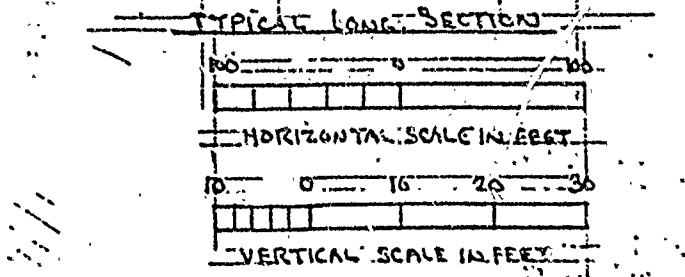 TYPICAL LONG: SECTION
100 0 100
HORIZONTAL SCALE IN FEET
10 0 10 20 30
VERTICAL SCALE IN FEET